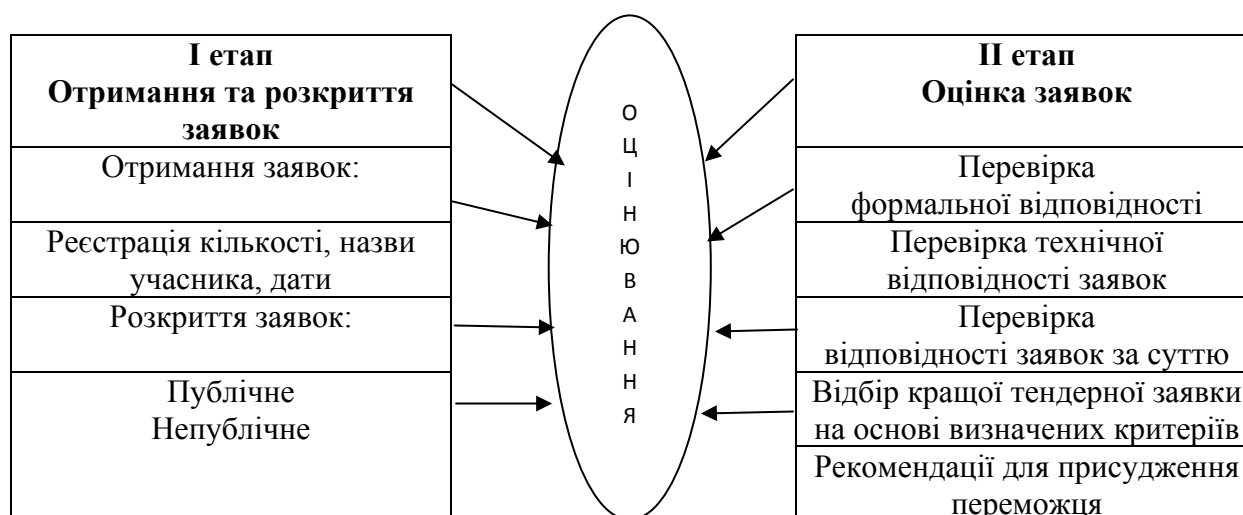 І етап
Отримання та розкриття
заявок
Отримання заявок:
Реєстрація кількості, назви
учасника, дати
Розкриття заявок:
Публічне
Непублічне
О
Ц
І
Н
Ю
В
А
Н
Н
Я
ІІ етап
Оцінка заявок
Перевірка
формальної відповідності
Перевірка технічної
відповідності заявок
Перевірка
відповідності заявок за суттю
Відбір кращої тендерної заявки
на основі визначених критеріїв
Рекомендації для присудження
переможця